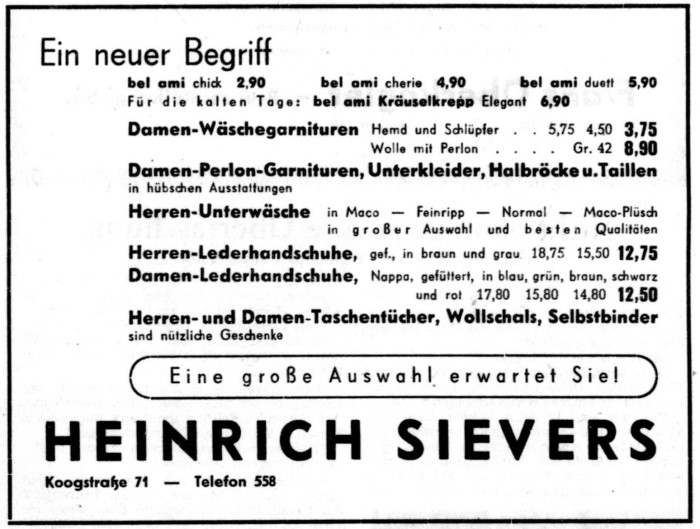 Ein neuer Begriff
bel ami chick 2,90 bel ami cherie 4,90 bel ami duett 5,90
Für die kalten Tage: bel ami Kräuselkrepp Elegant 6,90
Damen-Wäschegarnituren Hemd und Schlüpfer . . 5,75 4,50 3,75
Wolle mit Perlon . . . . Gr. 42 8,90
Damen-Perlon-Garnituren, Unterkleider, Halbröcke u. Taillen
in hübschen Ausstattungen
Herren-Unterwäsche in Maco — Feinripp — Normal — Maco-Plüsch
in großer Auswahl und besten Qualitäten
Herren-Lederhandschuhe, gef., in braun und grau 18,75 15,50 12,75
Damen-Lederhandschuhe, Nappa, gefüttert, in blau, grün, braun, schwarz
und rot 17,80 15,80 14,80 12,50
Herren- und Damen-Taschentücher, Wollschals, Selbstbinder
sind nützliche Geschenke
Eine große Auswahl erwartet Sie!
HEINRICH SIEVERS
Koogstraße 71 — Telefon 558